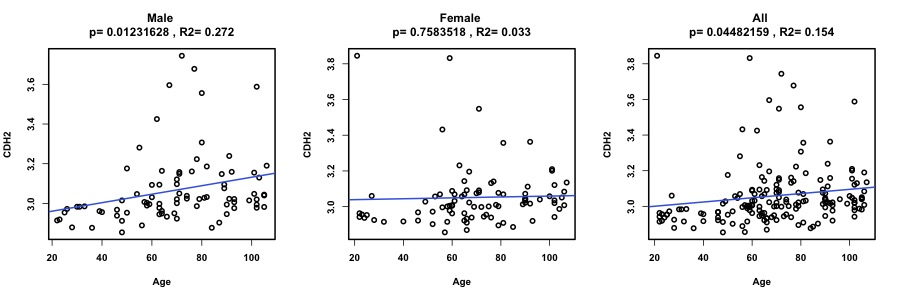 Male
p= 0.01231628 , R2= 0.272
CDH2
3.0 3.2 3.4 3.6
20 40 60 80 100
Age
Female
p= 0.7583518 , R2= 0.033
CDH2
3.0 3.2 3.4 3.6 3.8
20 40 60 80 100
Age
All
p= 0.04482159 , R2= 0.154
CDH2
3.0 3.2 3.4 3.6 3.8
20 40 60 80 100
Age